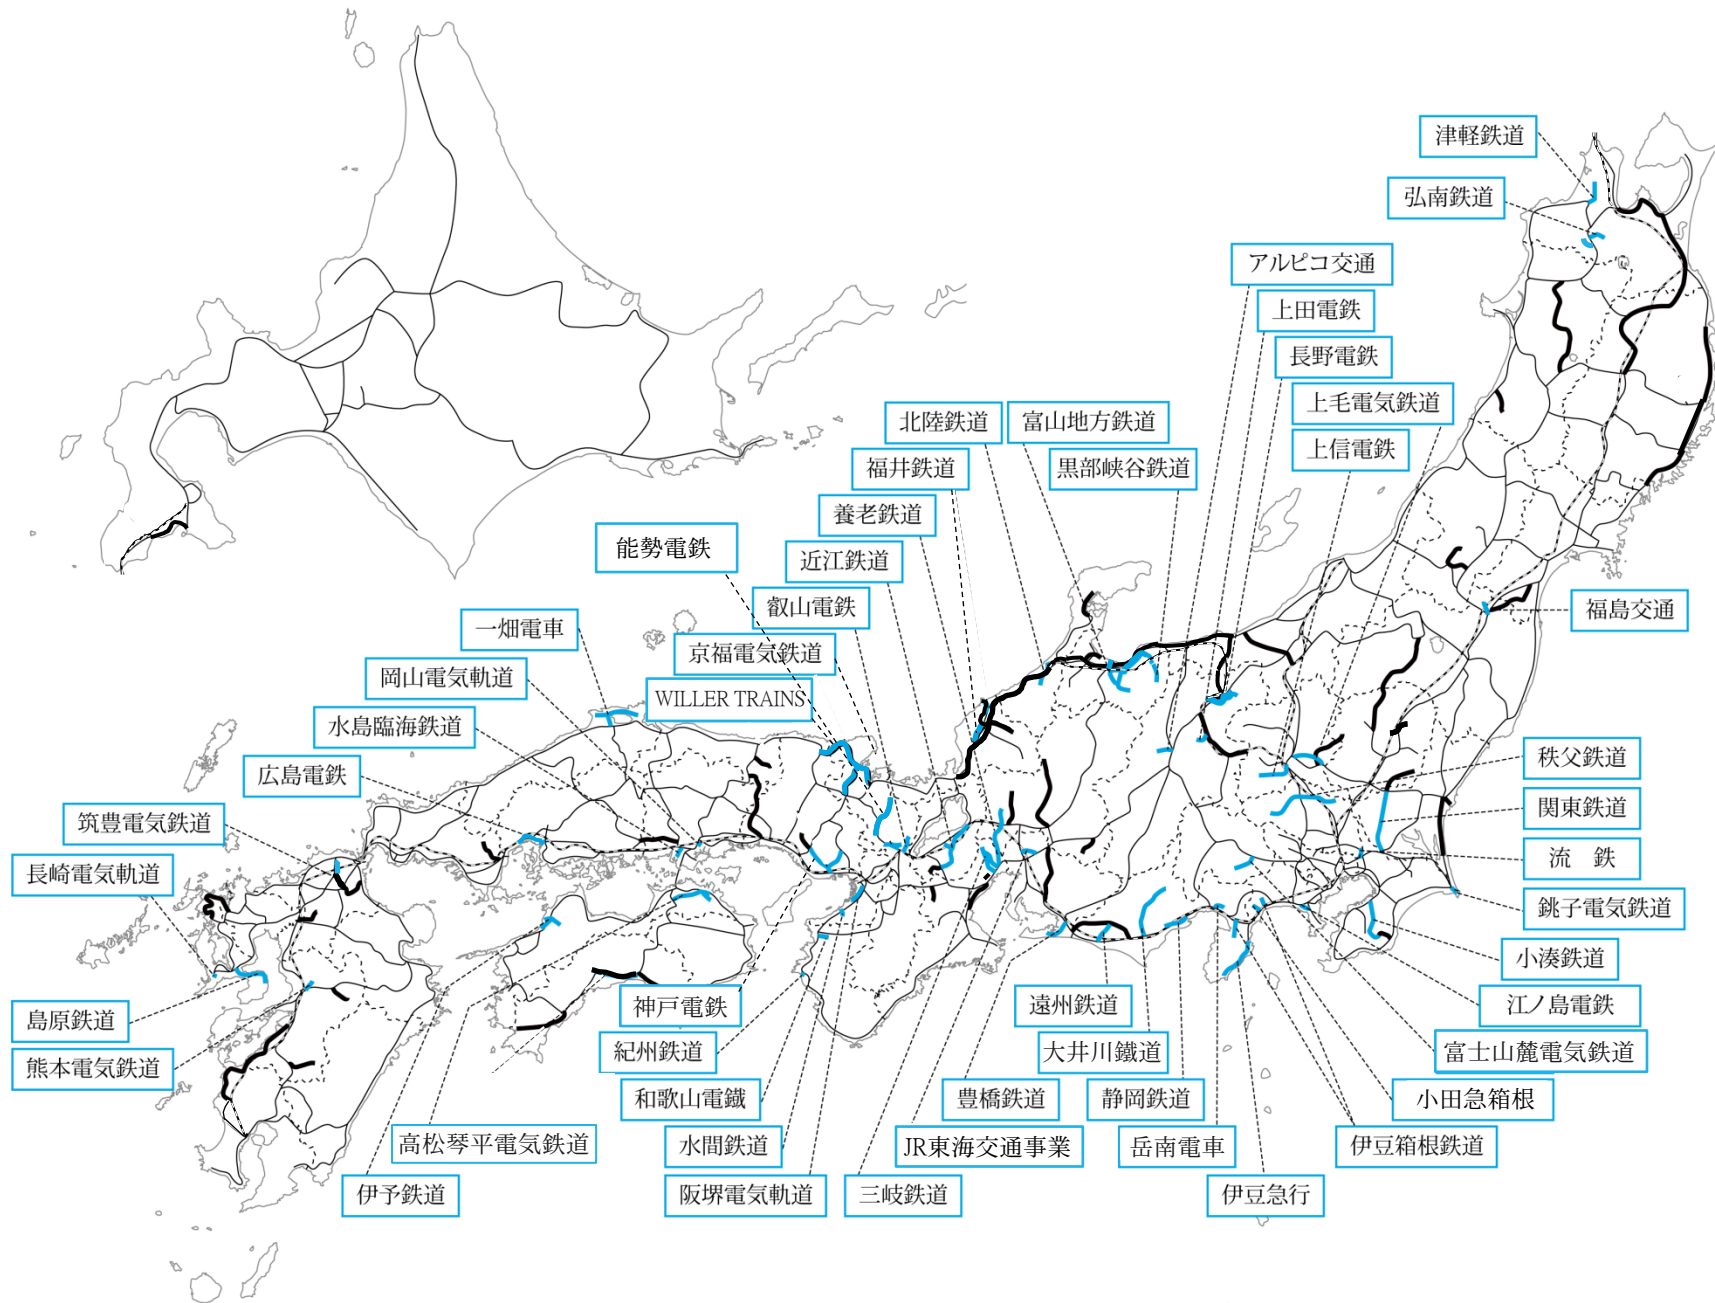 津軽鉄道
弘南鉄道
アルピコ交通
上田電鉄
長野電鉄
上毛電気鉄道
上信電鉄
北陸鉄道
富山地方鉄道
福井鉄道
黒部峡谷鉄道
養老鉄道
能勢電鉄
近江鉄道
叡山電鉄
福島交通
一畑電車
京福電気鉄道
岡山電気軌道
WILLER TRAINS
水島臨海鉄道
秩父鉄道
広島電鉄
関東鉄道
筑豊電気鉄道
流　鉄
長崎電気軌道
銚子電気鉄道
小湊鉄道
神戸電鉄
遠州鉄道
江ノ島電鉄
島原鉄道
紀州鉄道
大井川鐵道
富士山麓電気鉄道
熊本電気鉄道
和歌山電鐵
豊橋鉄道
静岡鉄道
小田急箱根
高松琴平電気鉄道
水間鉄道
JR東海交通事業
岳南電車
伊豆箱根鉄道
伊予鉄道
阪堺電気軌道
三岐鉄道
伊豆急行